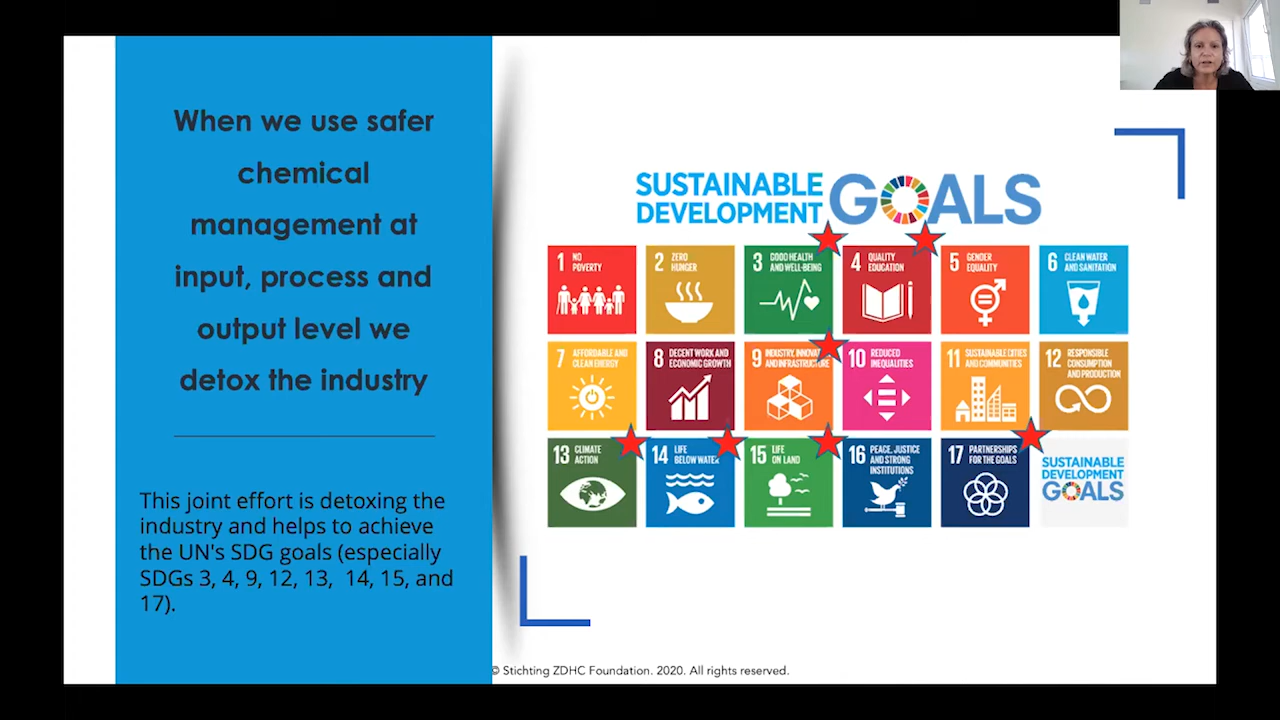 When we use safer
chemical
management at
input, process and
output level we
detox the industry
This joint effort is detoxing the
industry and helps to achieve
the UN's SDG goals (especially
SDGs 3, 4, 9, 12, 13, 14, 15, and
17).
SUSTAINABLE
DEVELOPMENT
GOALS
1 NO
POVERTY
2 ZERO
HUNGER
3 GOOD HEALTH
AND WELL-BEING
4 QUALITY
EDUCATION
5 GENDER
EQUALITY
6 CLEAN WATER
AND SANITATION
7 AFFORDABLE AND
CLEAN ENERGY
8 DECENT WORK AND
ECONOMIC GROWTH
9 INDUSTRY,
AND INFRASTRUCTURE
10 REDUCED
INEQUALITIES
11 SUSTAINABLE CITIES
AND COMMUNITIES
12 RESPONSIBLE
CONSUMPTION
AND PRODUCTION
13 CLIMATE
ACTION
14 LIFE
BELOW WATER
15 LIFE
ON LAND
16 PEACE, JUSTICE
AND STRONG
INSTITUTIONS
17 PARTNERSHIPS
FOR THE GOALS
SUSTAINABLE
DEVELOPMENT
GOALS
© Stichting ZDHC Foundation. 2020. All rights reserved.